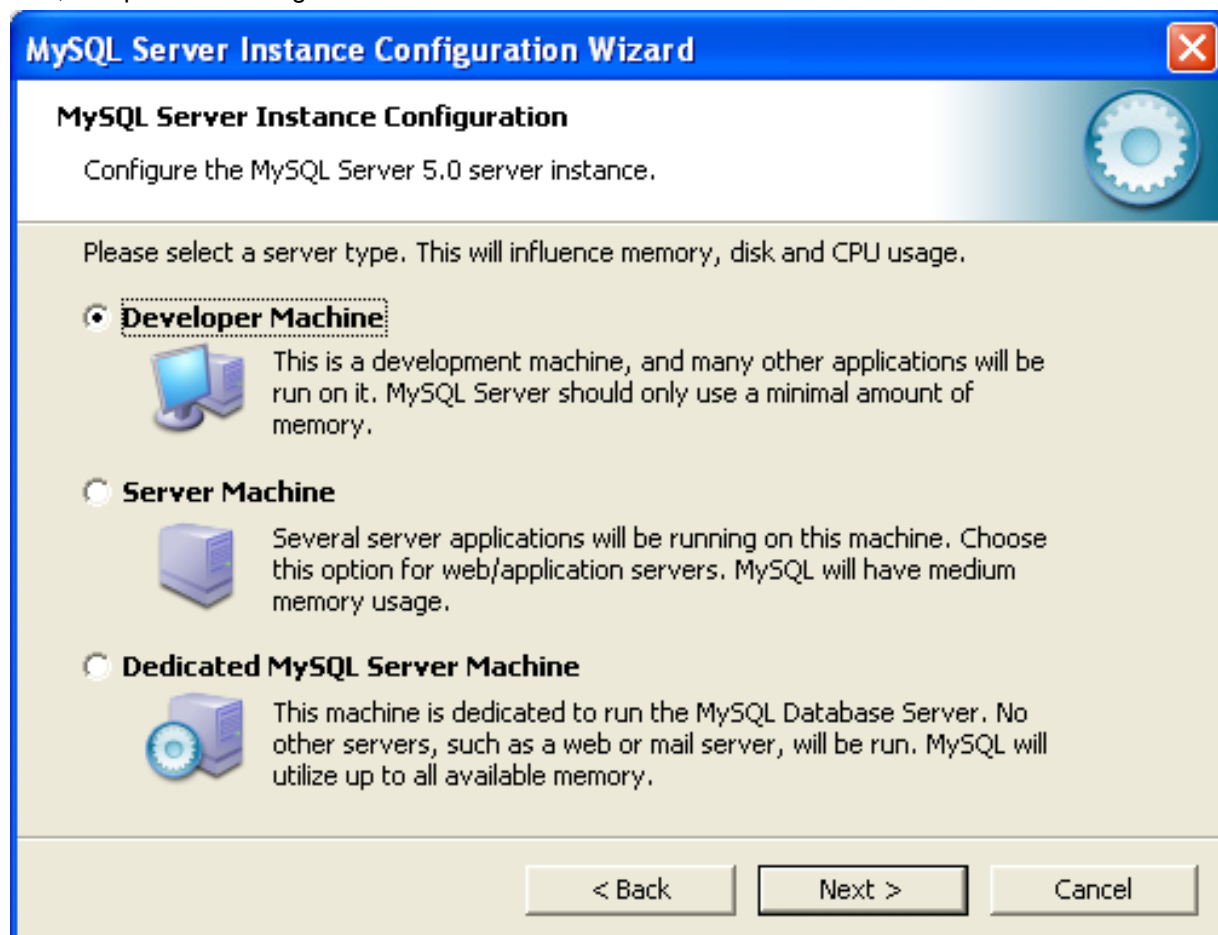 MySQL Server Instance Configuration Wizard
MySQL Server Instance Configuration
Configure the MySQL Server 5.0 server instance.
Please select a server type. This will influence memory, disk and CPU usage.
Developer Machine
This is a development machine, and many other applications will be
run on it. MySQL Server should only use a minimal amount of
memory.
Server Machine
Several server applications will be running on this machine. Choose
this option for web/application servers. MySQL will have medium
memory usage.
Dedicated MySQL Server Machine
This machine is dedicated to run the MySQL Database Server. No
other servers, such as a web or mail server, will be run. MySQL will
utilize up to all available memory.
< Back
Next >
Cancel